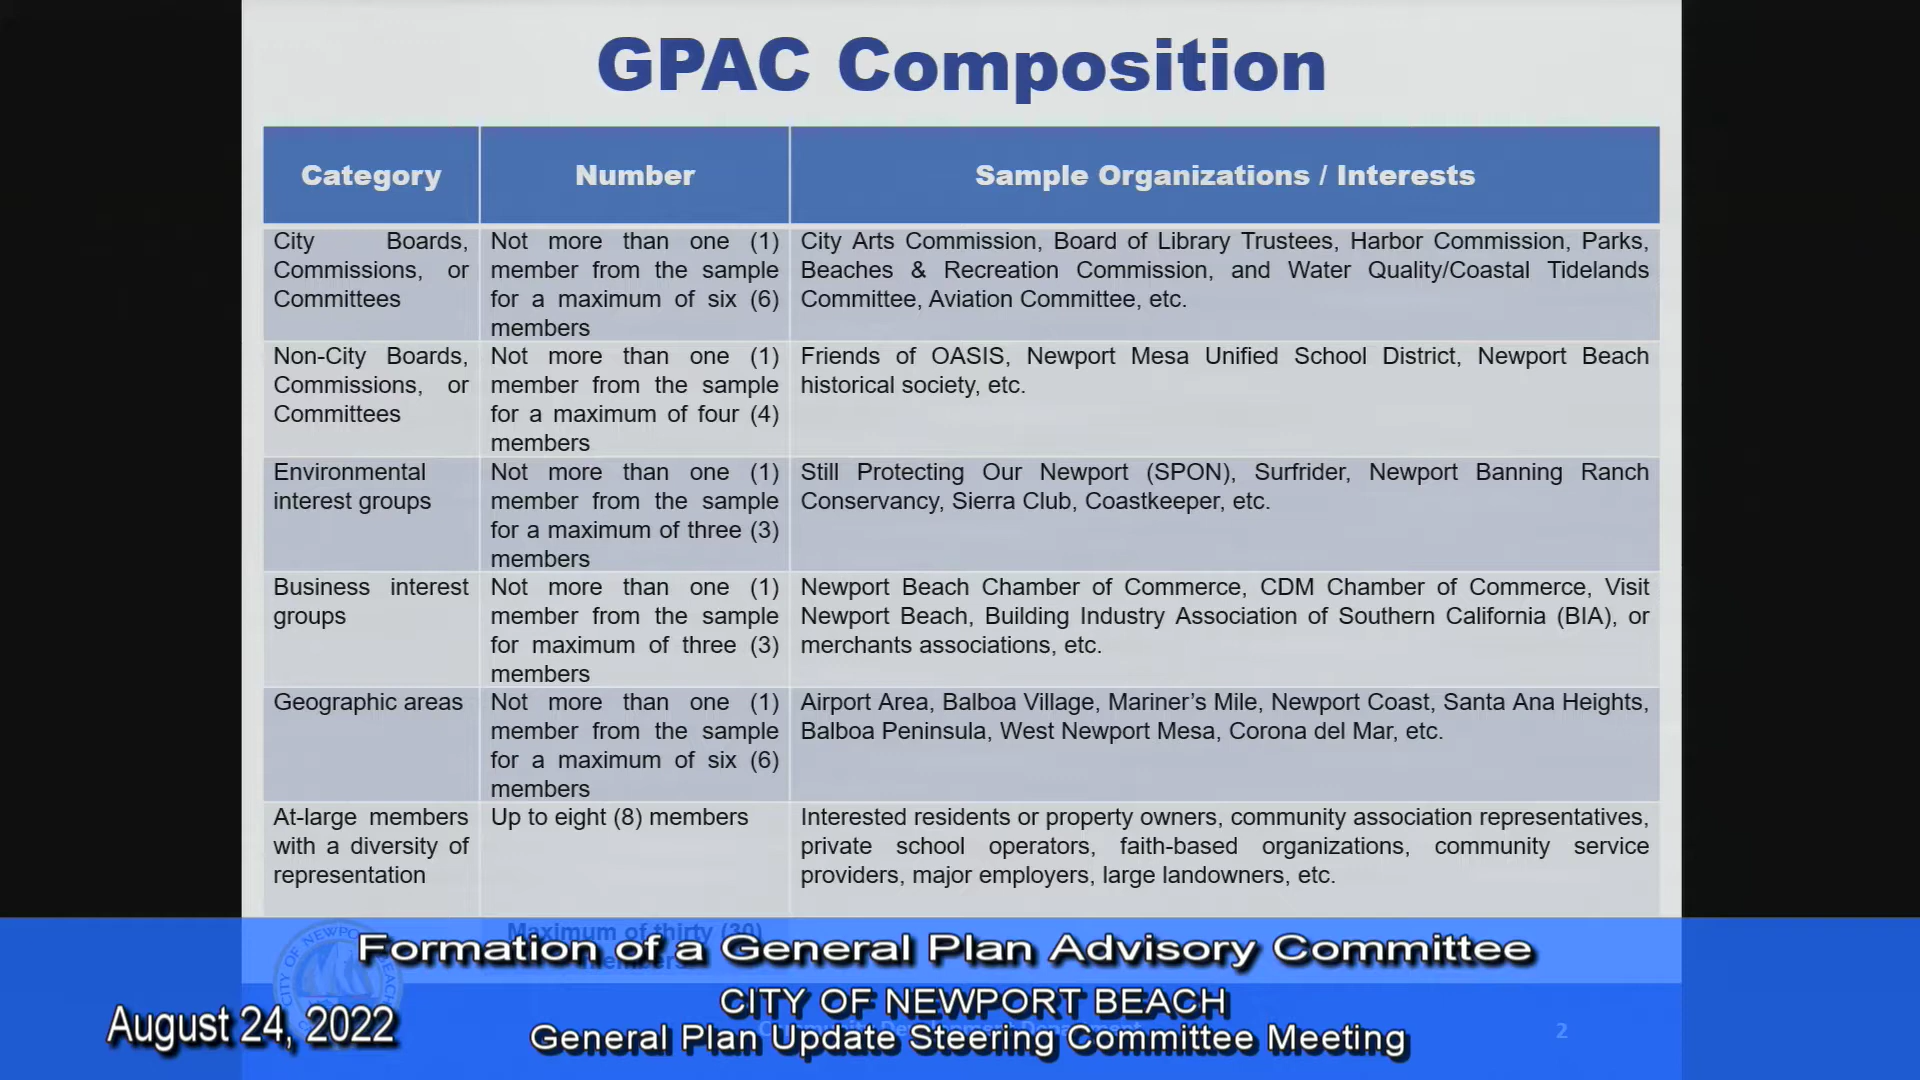 GPAC Composition
Category
Number
Sample Organizations / Interests
City Boards,
Commissions, or
Committees
Not more than one (1)
member from the sample
for a maximum of six (6)
members
City Arts Commission, Board of Library Trustees, Harbor Commission, Parks,
Beaches & Recreation Commission, and Water Quality/Coastal Tidelands
Committee, Aviation Committee, etc.
Non-City Boards,
Commissions, or
Committees
Not more than one (1)
member from the sample
for a maximum of four (4)
members
Friends of OASIS, Newport Mesa Unified School District, Newport Beach
historical society, etc.
Environmental
interest groups
Not more than one (1)
member from the sample
for a maximum of three (3)
members
Still Protecting Our Newport (SPON), Surfrider, Newport Banning Ranch
Conservancy, Sierra Club, Coastkeeper, etc.
Business interest
groups
Not more than one (1)
member from the sample
for maximum of three (3)
members
Newport Beach Chamber of Commerce, CDM Chamber of Commerce, Visit
Newport Beach, Building Industry Association of Southern California (BIA), or
merchants associations, etc.
Geographic areas
Not more than one (1)
member from the sample
for a maximum of six (6)
members
Airport Area, Balboa Village, Mariner's Mile, Newport Coast, Santa Ana Heights,
Balboa Peninsula, West Newport Mesa, Corona del Mar, etc.
At-large members
with a diversity of
representation
Up to eight (8) members
Interested residents or property owners, community association representatives,
private school operators, faith-based organizations, community service
providers, major employers, large landowners, etc.
Maximum of thirty (30)
members
Formation of a General Plan Advisory Committee
CITY OF NEWPORT BEACH
August 24, 2022
General Plan Update Steering Committee Meeting
2